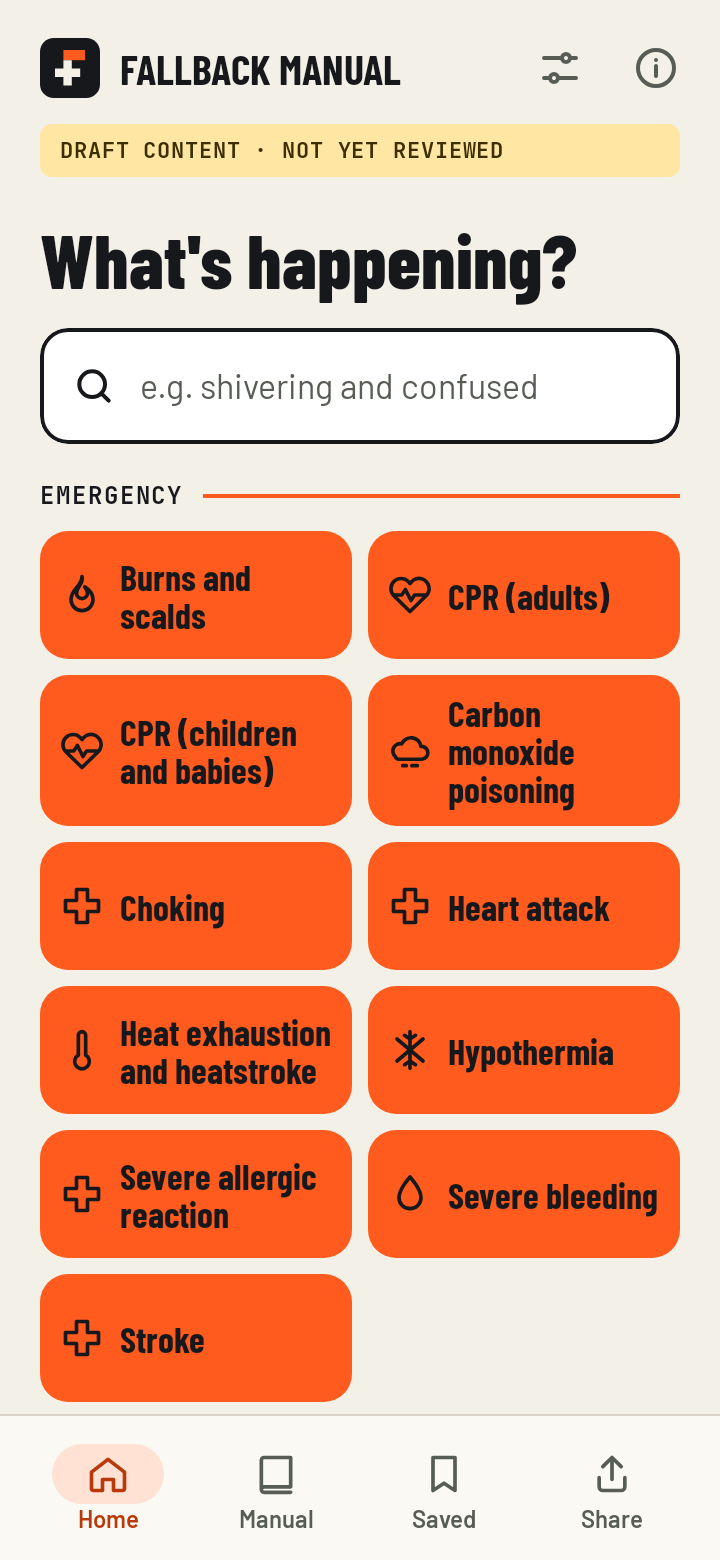 FALLBACK MANUAL
DRAFT CONTENT · NOT YET REVIEWED
What's happening?
e.g. shivering and confused
EMERGENCY
Burns and
scalds
CPR (adults)
CPR (children
and babies)
Carbon
monoxide
poisoning
Choking
Heart attack
Heat exhaustion
and heatstroke
Hypothermia
Severe allergic
reaction
Severe bleeding
Stroke
Home
Manual
Saved
Share